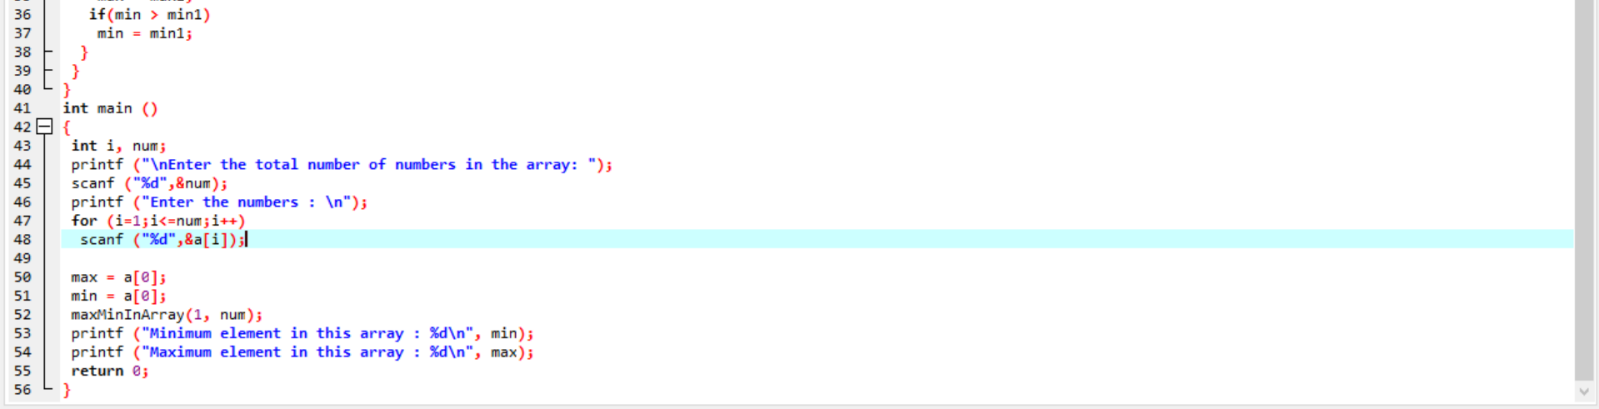 36 if(min > min1)
37 min = min1;
38 }
39 }
40 }
41 int main ()
42 {
43 int i, num;
44 printf ("\nEnter the total number of numbers in the array: ");
45 scanf ("%d",&num);
46 printf ("Enter the numbers : \n");
47 for (i=1;i<=num;i++)
48 scanf ("%d",&a[i]);
49
50 max = a[0];
51 min = a[0];
52 maxMinInArray(1, num);
53 printf ("Minimum element in this array : %d\n", min);
54 printf ("Maximum element in this array : %d\n", max);
55 return 0;
56 }